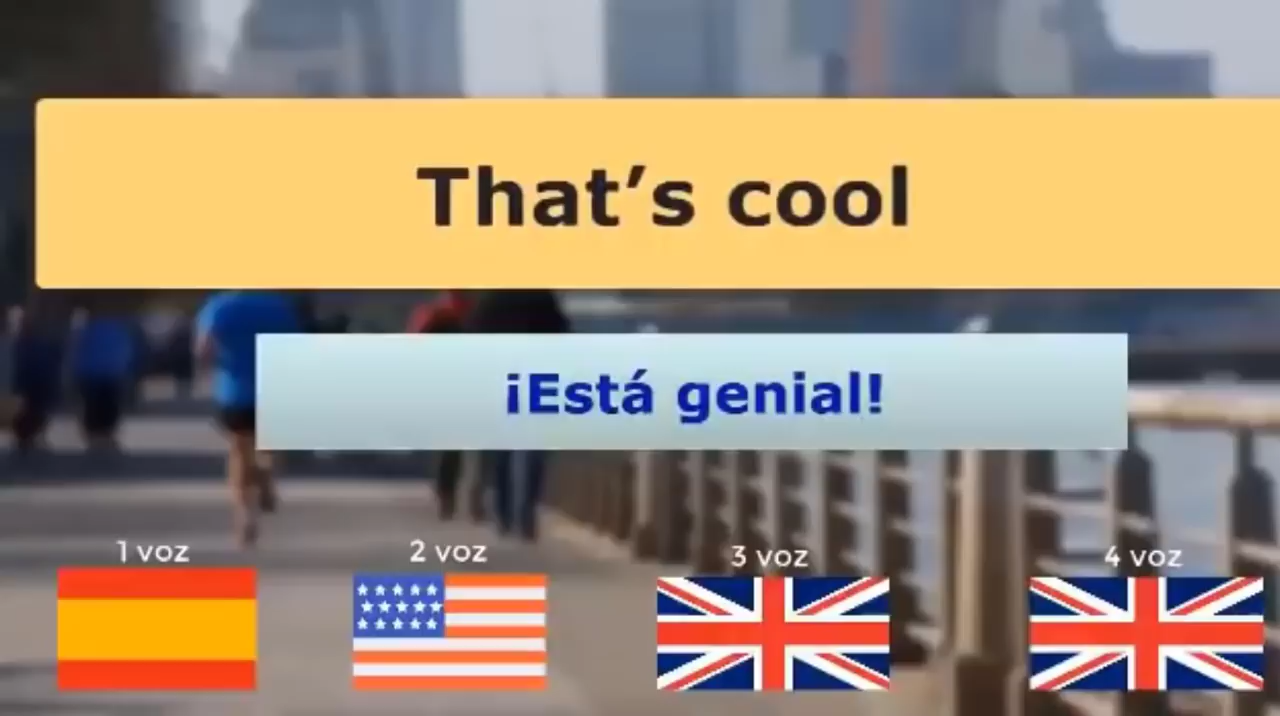 That’s cool
¡Está genial!
1 voz
2 voz
3 voz
4 voz